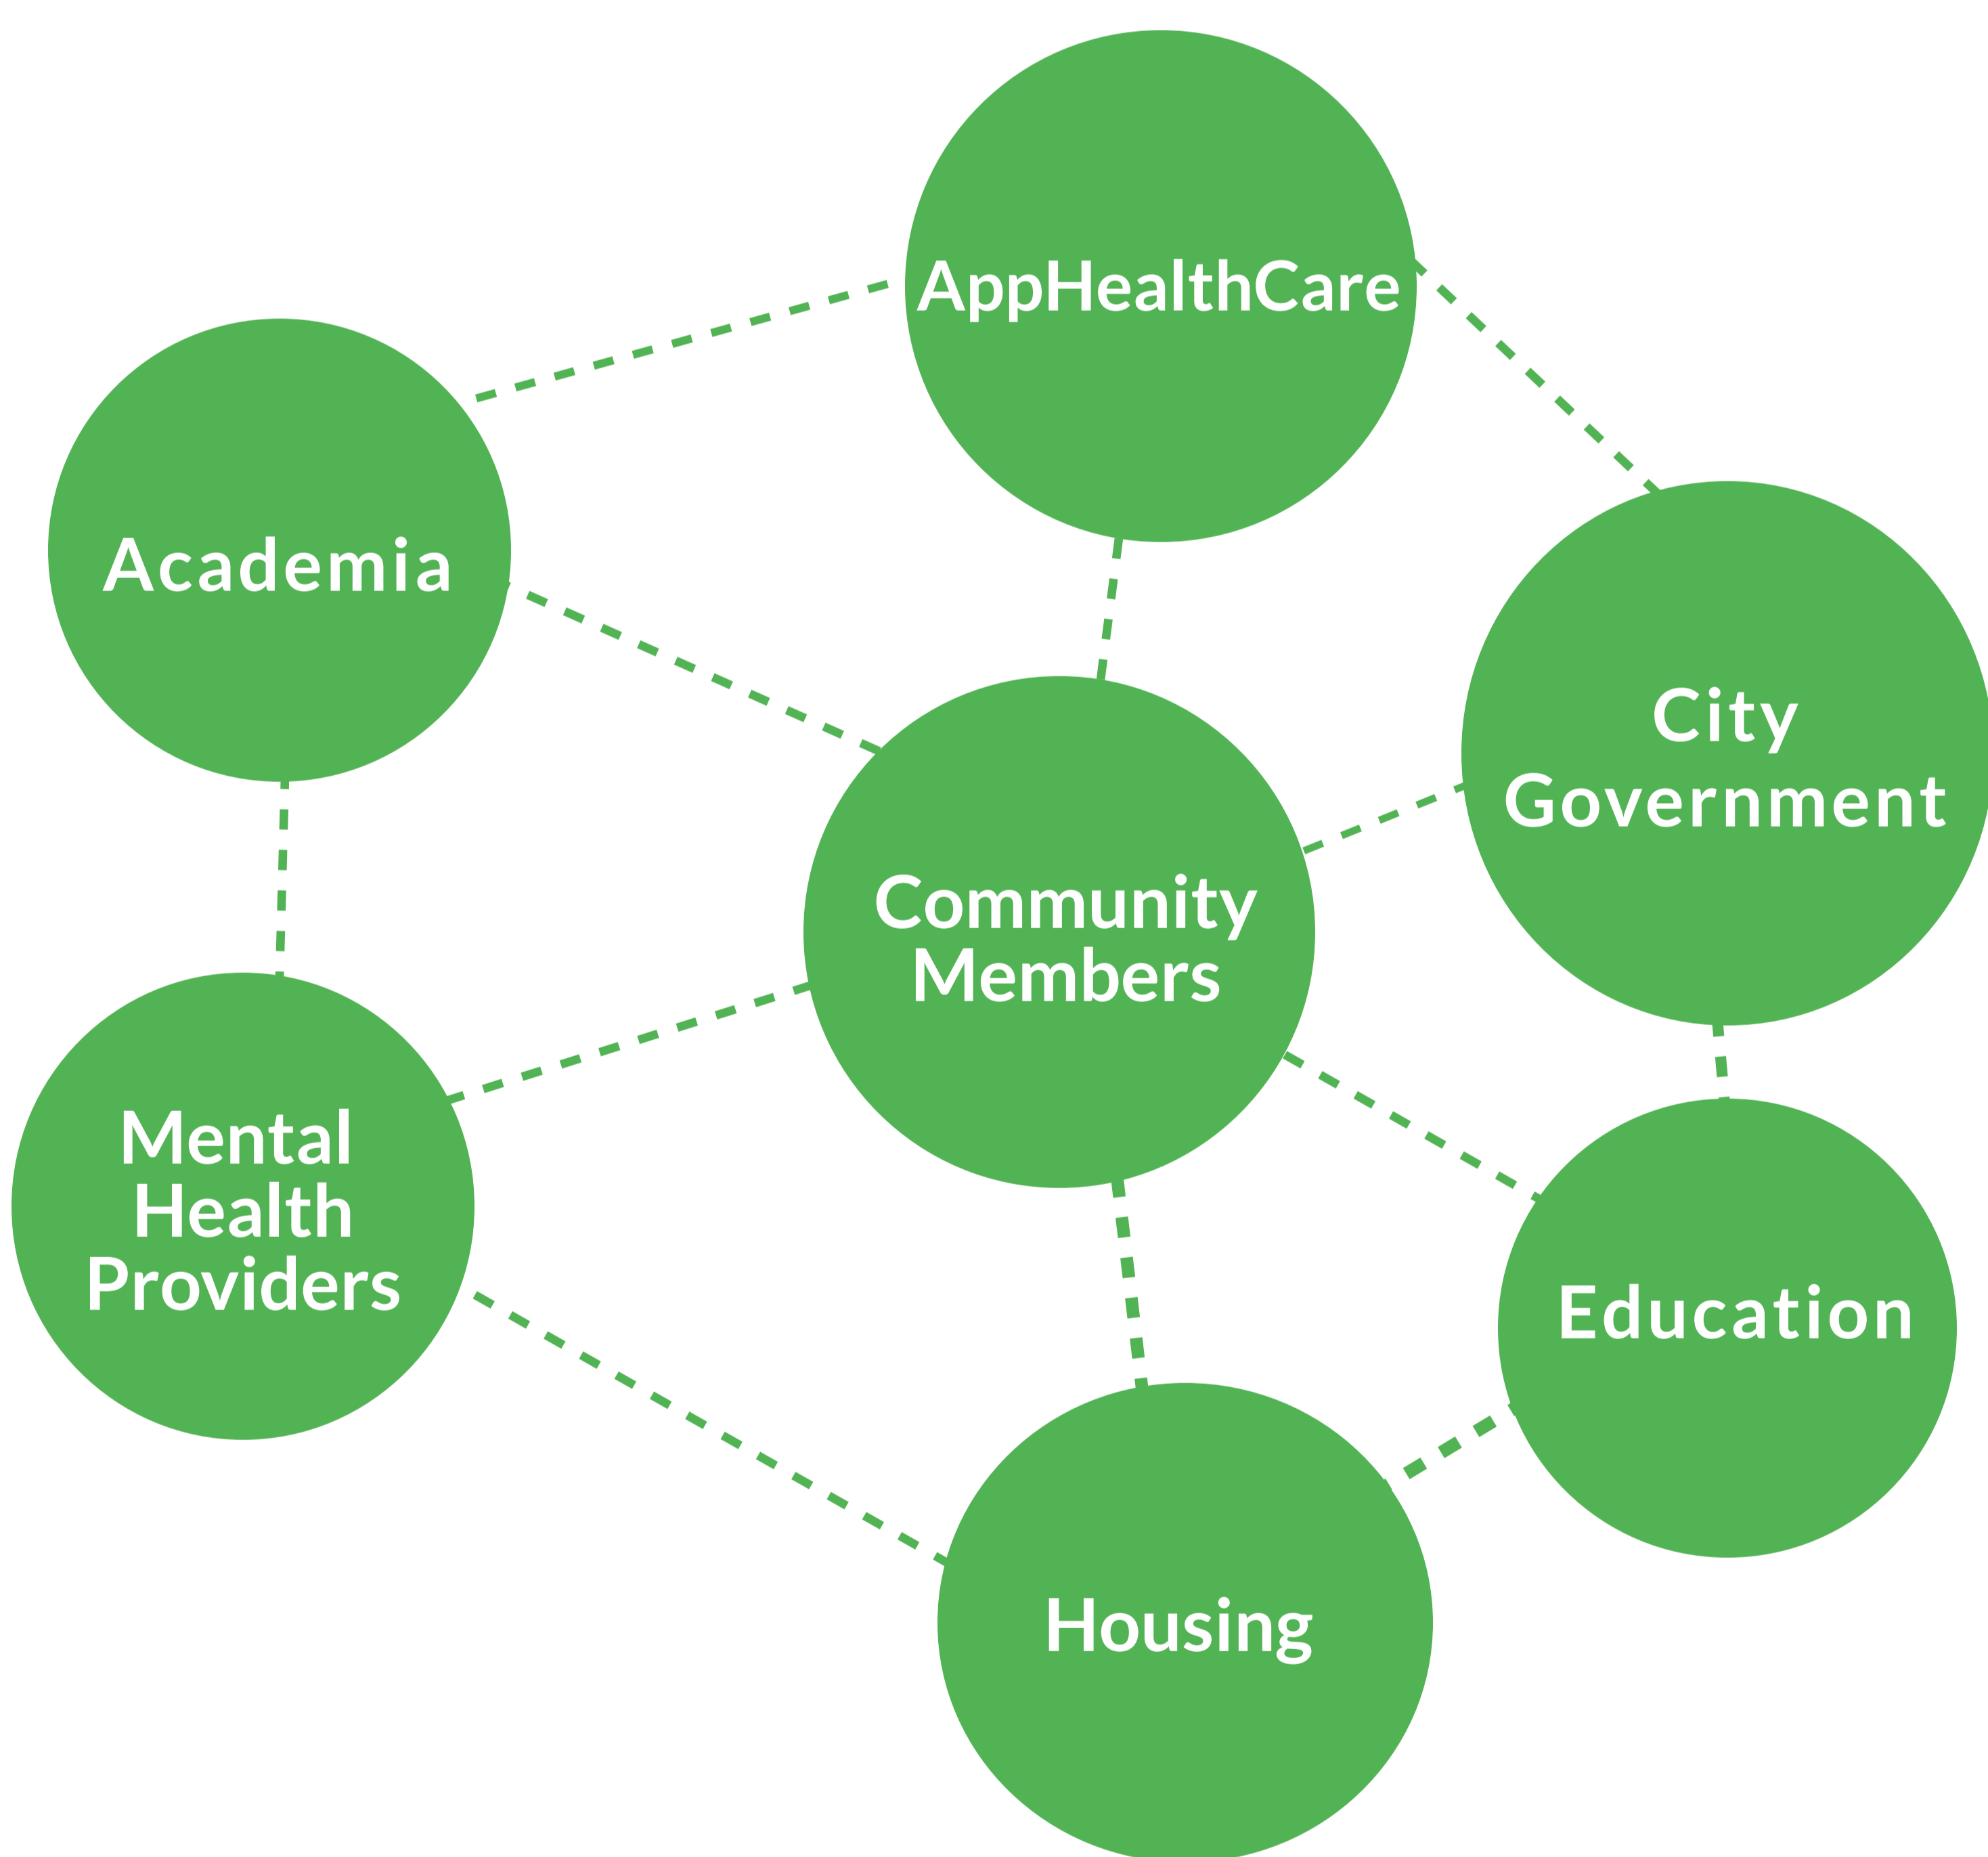 AppHealthCare
Academia
City
Government
Community
Members
Mental
Health
Providers
Education
Housing